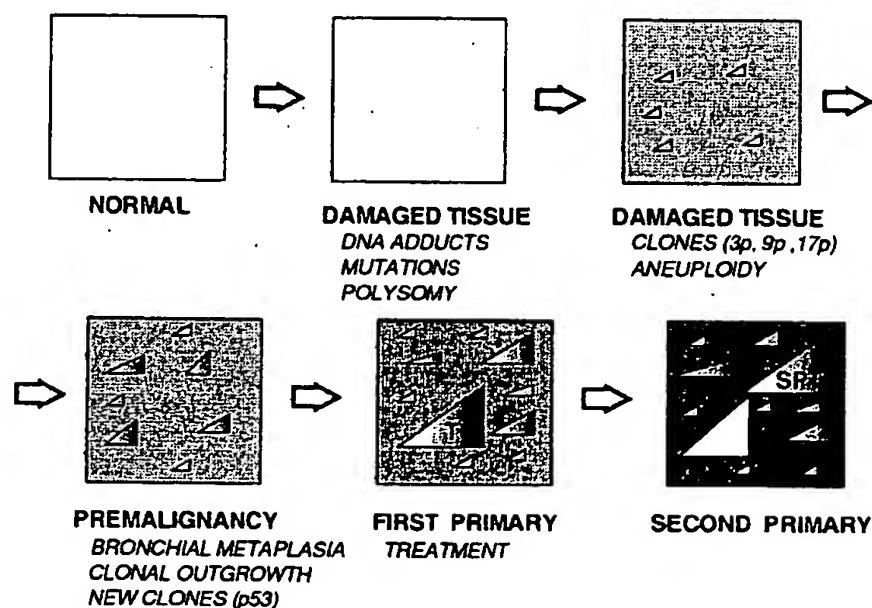 NORMAL
DAMAGED TISSUE
DNA ADDUCTS
MUTATIONS
POLYSOMY
DAMAGED TISSUE
CLONES (3p, 9p ,17p)
ANEUPLOIDY
PREMALIGNANCY
BRONCHIAL METAPLASIA
CLONAL OUTGROWTH
NEW CLONES (p53)
FIRST PRIMARY
TREATMENT
SP
SECOND PRIMARY